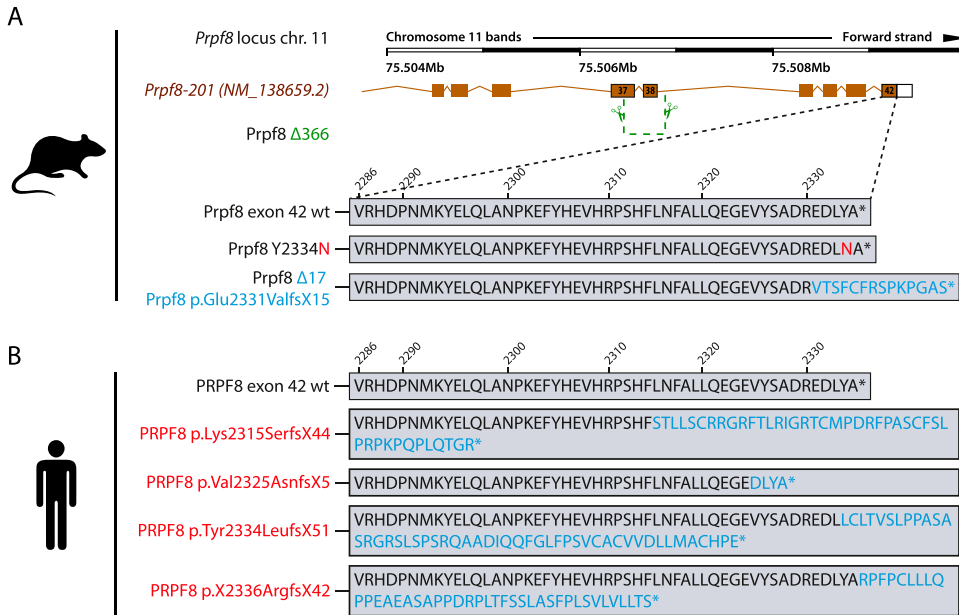 A
Prpf8 locus chr. 11
Chromosome 11 bands
Forward strand
75.504Mb
75.506Mb
75.508Mb
Prpf8-201 (NM_138659.2)
37
38
42
Prpf8 Δ366
2286
2290
2300
2310
2320
2330
Prpf8 exon 42 wt
VRHDPNMKYELQLANPKEFYHEVHRPSHFLNFALLQEGEVYSADREDLYA*
Prpf8 Y2334N
VRHDPNMKYELQLANPKEFYHEVHRPSHFLNFALLQEGEVYSADREDLNA*
Prpf8 Δ17
Prpf8 p.Glu2331ValfsX15
VRHDPNMKYELQLANPKEFYHEVHRPSHFLNFALLQEGEVYSADRVTSFCFRSPKPGAS*
B
2286
2290
2300
2310
2320
2330
PRPF8 exon 42 wt
VRHDPNMKYELQLANPKEFYHEVHRPSHFLNFALLQEGEVYSADREDLYA*
PRPF8 p.Lys2315SerfsX44
VRHDPNMKYELQLANPKEFYHEVHRPSHFSTLLSCRRGRFTLRIGRTCMPDRFPASCFSL
PRPKPQPLQTGR*
PRPF8 p.Val2325AsnfsX5
VRHDPNMKYELQLANPKEFYHEVHRPSHFLNFALLQEGEDLYA*
PRPF8 p.Tyr2334LeufsX51
VRHDPNMKYELQLANPKEFYHEVHRPSHFLNFALLQEGEVYSADREDLLCLTVSLPPASA
SRGRSLSPSRQAADIQQFGLFPSVCACVVDLLMACHPE*
PRPF8 p.X2336ArgfsX42
VRHDPNMKYELQLANPKEFYHEVHRPSHFLNFALLQEGEVYSADREDLYARPFPCLLLQ
PPEAEASAPPDRPLTFSSLASFPLSVLVLLTS*